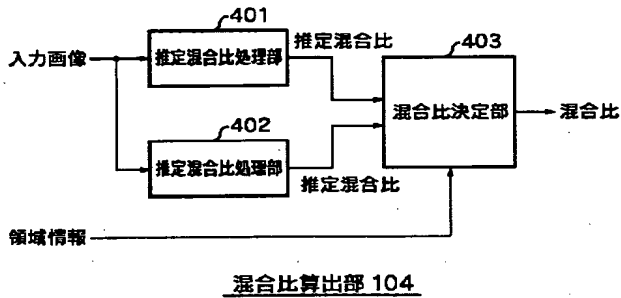 401
推定混合比
403
入力画像
推定混合比処理部
402
混合比決定部
混合比
推定混合比処理部
推定混合比
領域情報
混合比算出部 104